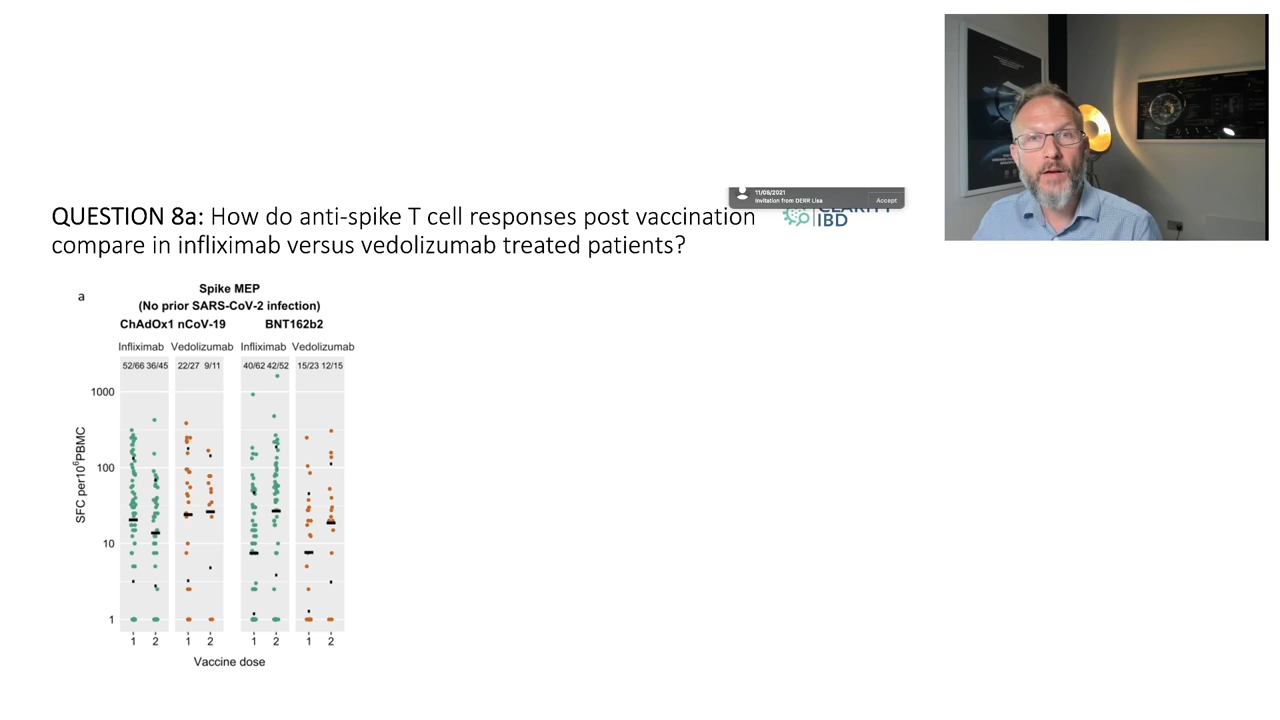 11/08/2021
Invitation from DERR Lisa
Accept
CLARITY
IBD
QUESTION 8a: How do anti-spike T cell responses post vaccination
compare in infliximab versus vedolizumab treated patients?
a
Spike MEP
(No prior SARS-CoV-2 infection)
ChAdOx1 nCoV-19 BNT162b2
Infliximab Vedolizumab Infliximab Vedolizumab
52/66 36/45 22/27 9/11 40/62 42/52 15/23 12/15
1000
100
10
1
SFC per10⁶PBMC
1 2 1 2 1 2 1 2
Vaccine dose